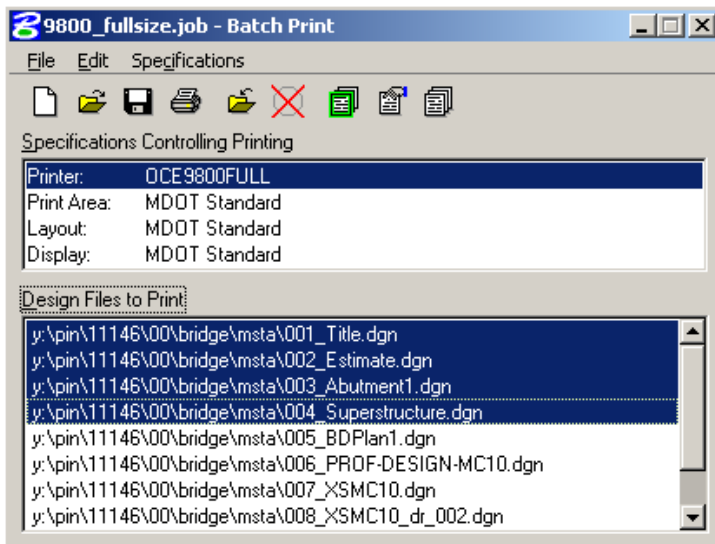 9800_fullsize.job - Batch Print
File Edit Specifications
Specifications Controlling Printing
Printer: OCE9800FULL
Print Area: MDOT Standard
Layout: MDOT Standard
Display: MDOT Standard
Design Files to Print
y:\pin\11146\00\bridge\msta\001_Title.dgn
y:\pin\11146\00\bridge\msta\002_Estimate.dgn
y:\pin\11146\00\bridge\msta\003_Abutment1.dgn
y:\pin\11146\00\bridge\msta\004_Superstructure.dgn
y:\pin\11146\00\bridge\msta\005_BDPlan1.dgn
y:\pin\11146\00\bridge\msta\006_PROF-DESIGN-MC10.dgn
y:\pin\11146\00\bridge\msta\007_XSMC10.dgn
y:\pin\11146\00\bridge\msta\008_XSMC10_dr_002.dgn